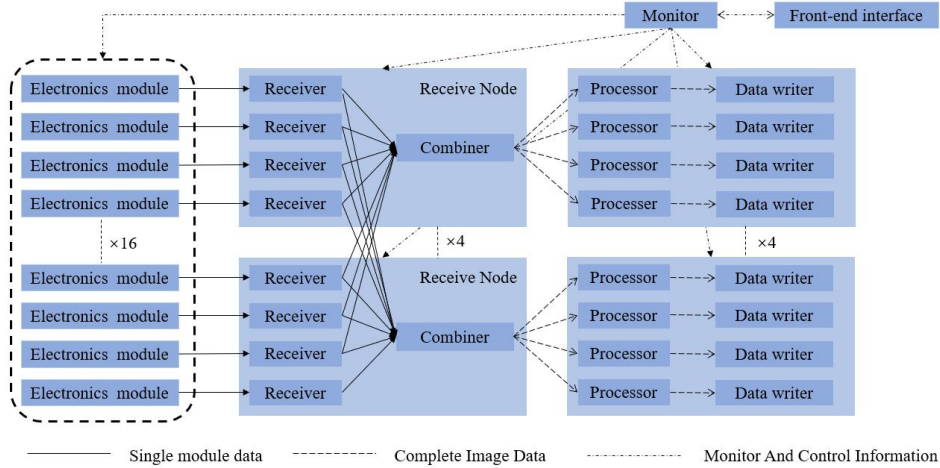 Monitor
Front-end interface
Electronics module
Receiver
Receive Node
Processor
Data writer
Electronics module
Receiver
Processor
Data writer
Combiner
Electronics module
Receiver
Processor
Data writer
Electronics module
Receiver
Processer
Data writer
×16
×4
×4
Electronics module
Receiver
Receive Node
Processor
Data writer
Electronics module
Receiver
Processor
Data writer
Combiner
Electronics module
Receiver
Processor
Data writer
Electronics module
Receiver
Processor
Data writer
Single module data
Complete Image Data
Monitor And Control Information